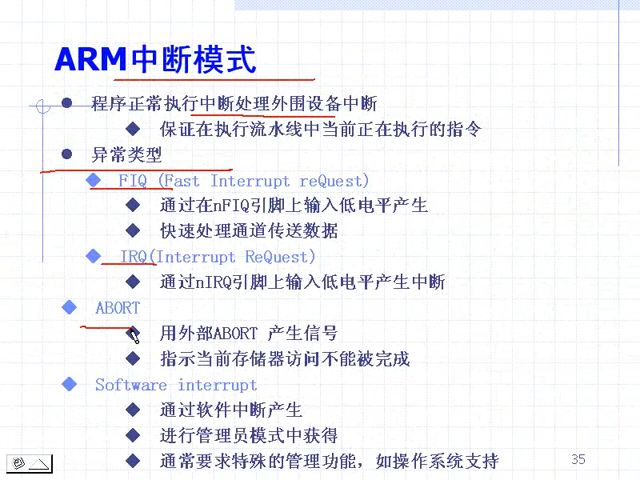 ARM中断模式
程序正常执行中断处理外围设备中断
保证在执行流水线中当前正在执行的指令
异常类型
FIQ (Fast Interrupt reQuest)
通过在nFIQ引脚上输入低电平产生
快速处理通道传送数据
IRQ(Interrupt ReQuest)
通过nIRQ引脚上输入低电平产生中断
ABORT
用外部ABORT 产生信号
指示当前存储器访问不能被完成
Software interrupt
通过软件中断产生
进行管理员模式中获得
通常要求特殊的管理功能，如操作系统支持
35